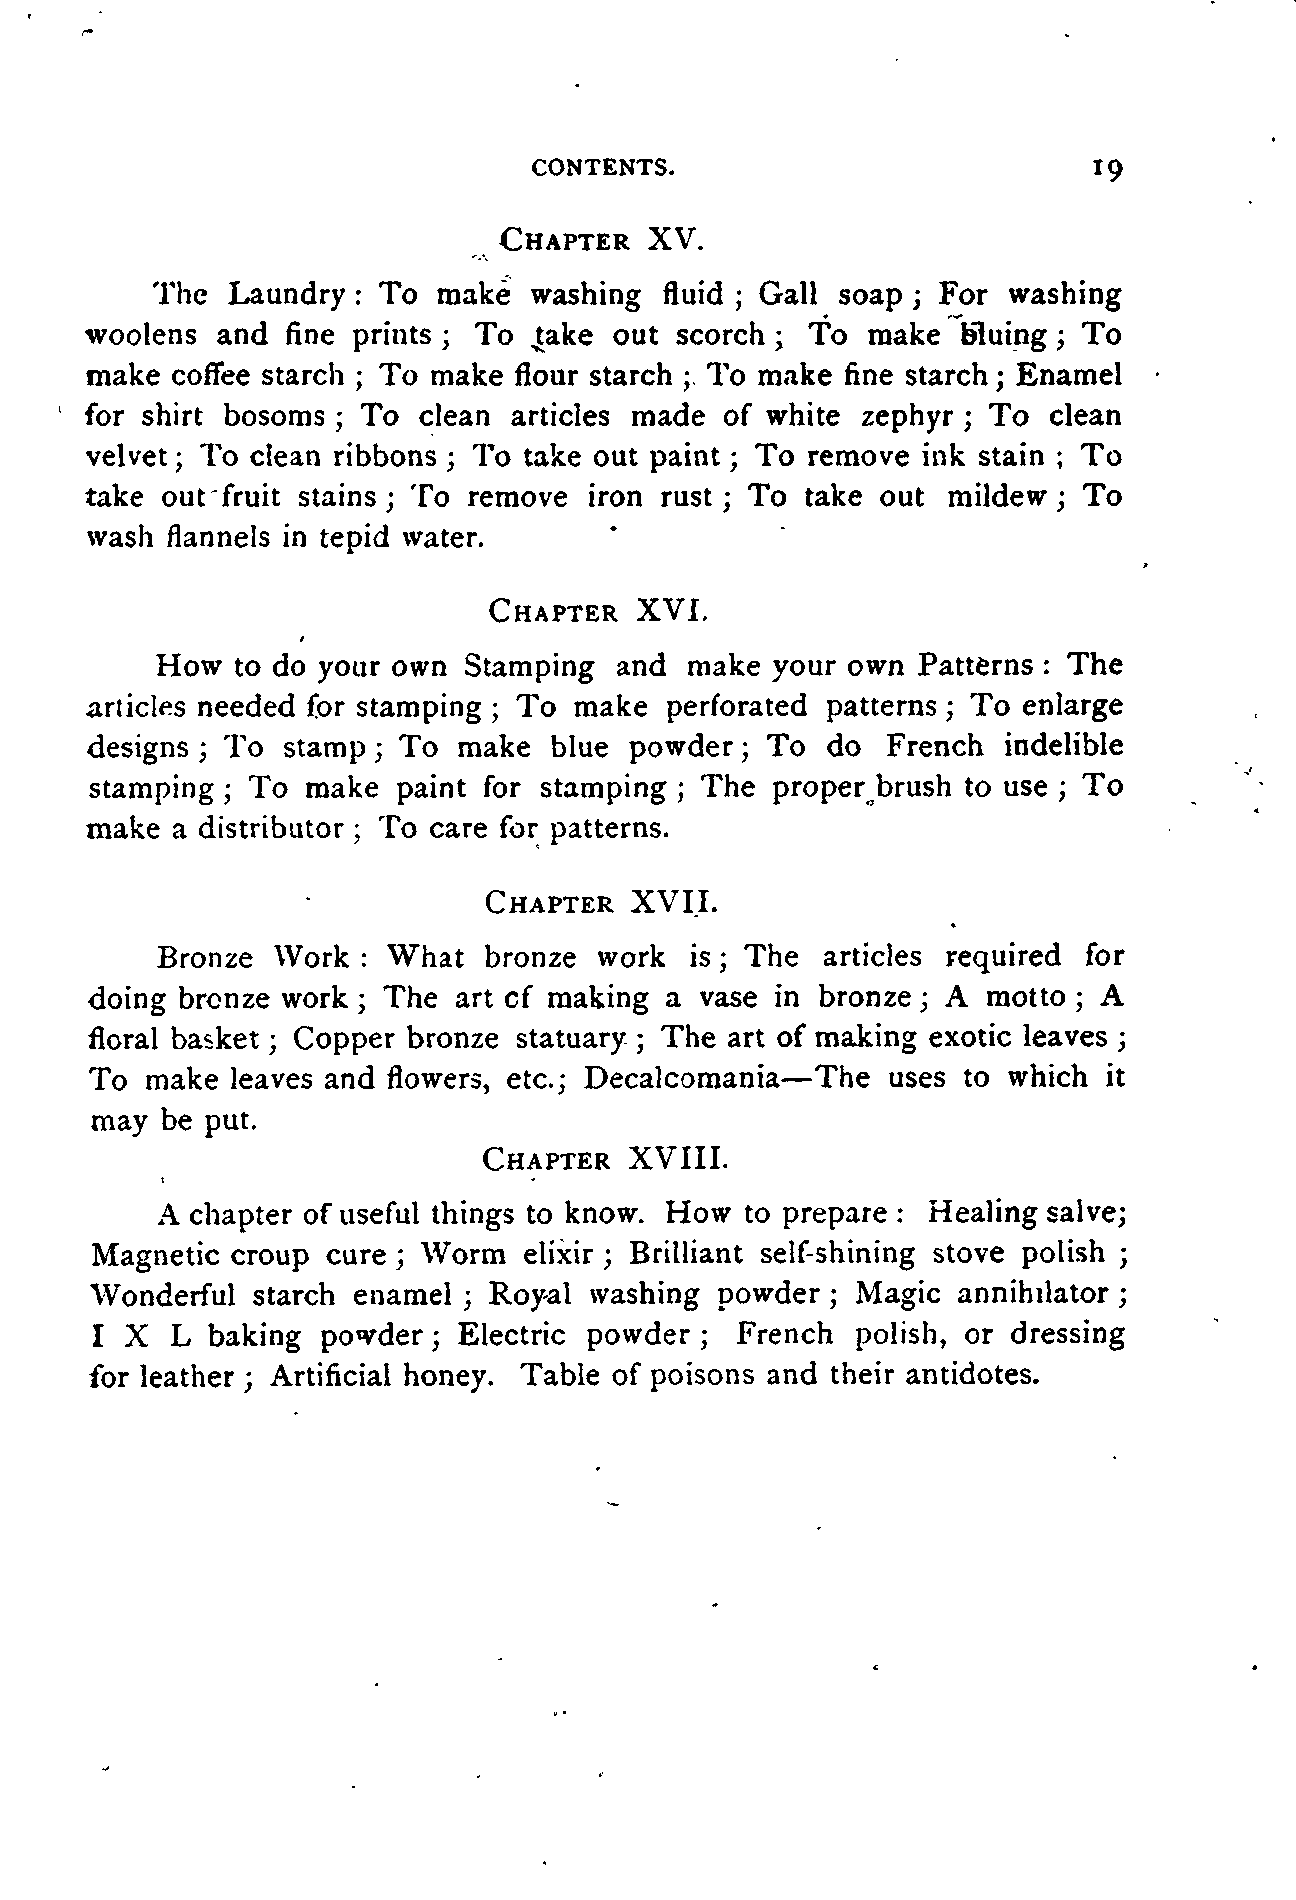 CONTENTS. 19
CHAPTER XV.
The Laundry : To make washing fluid ; Gall soap ; For washing
woolens and fine prints ; To take out scorch ; To make bluing ; To
make coffee starch ; To make flour starch ; To make fine starch ; Enamel
for shirt bosoms ; To clean articles made of white zephyr ; To clean
velvet ; To clean ribbons ; To take out paint ; To remove ink stain ; To
take out fruit stains ; To remove iron rust ; To take out mildew ; To
wash flannels in tepid water.
CHAPTER XVI.
How to do your own Stamping and make your own Patterns : The
articles needed for stamping ; To make perforated patterns ; To enlarge
designs ; To stamp ; To make blue powder ; To do French indelible
stamping ; To make paint for stamping ; The proper brush to use ; To
make a distributor ; To care for patterns.
CHAPTER XVII.
Bronze Work : What bronze work is ; The articles required for
doing bronze work ; The art of making a vase in bronze ; A motto ; A
floral basket ; Copper bronze statuary ; The art of making exotic leaves ;
To make leaves and flowers, etc.; Decalcomania—The uses to which it
may be put.
CHAPTER XVIII.
A chapter of useful things to know. How to prepare : Healing salve;
Magnetic croup cure ; Worm elixir ; Brilliant self-shining stove polish ;
Wonderful starch enamel ; Royal washing powder ; Magic annihilator ;
I X L baking powder ; Electric powder ; French polish, or dressing
for leather ; Artificial honey. Table of poisons and their antidotes.